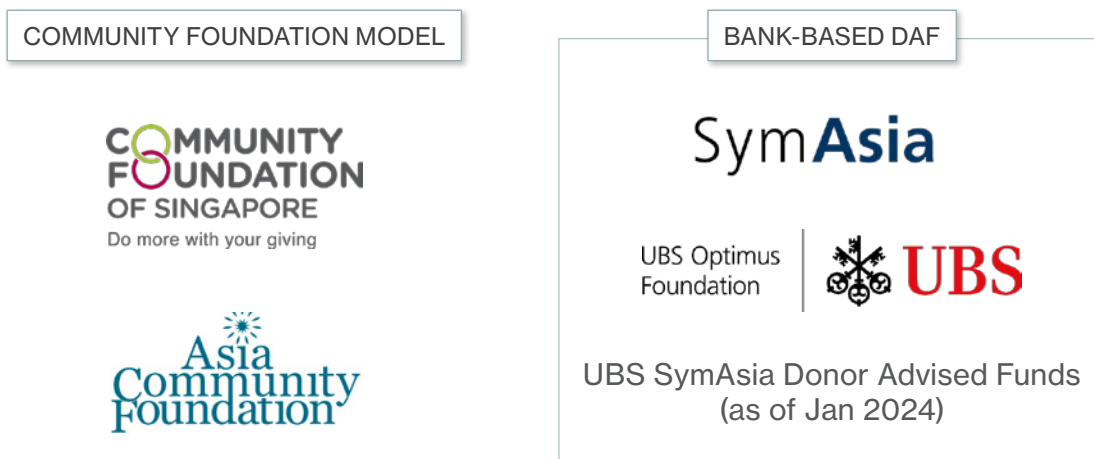 COMMUNITY FOUNDATION MODEL
COMMUNITY
FOUNDATION
OF SINGAPORE
Do more with your giving
Asia
Community
Foundation
BANK-BASED DAF
SymAsia
UBS Optimus
Foundation
UBS
UBS SymAsia Donor Advised Funds
(as of Jan 2024)